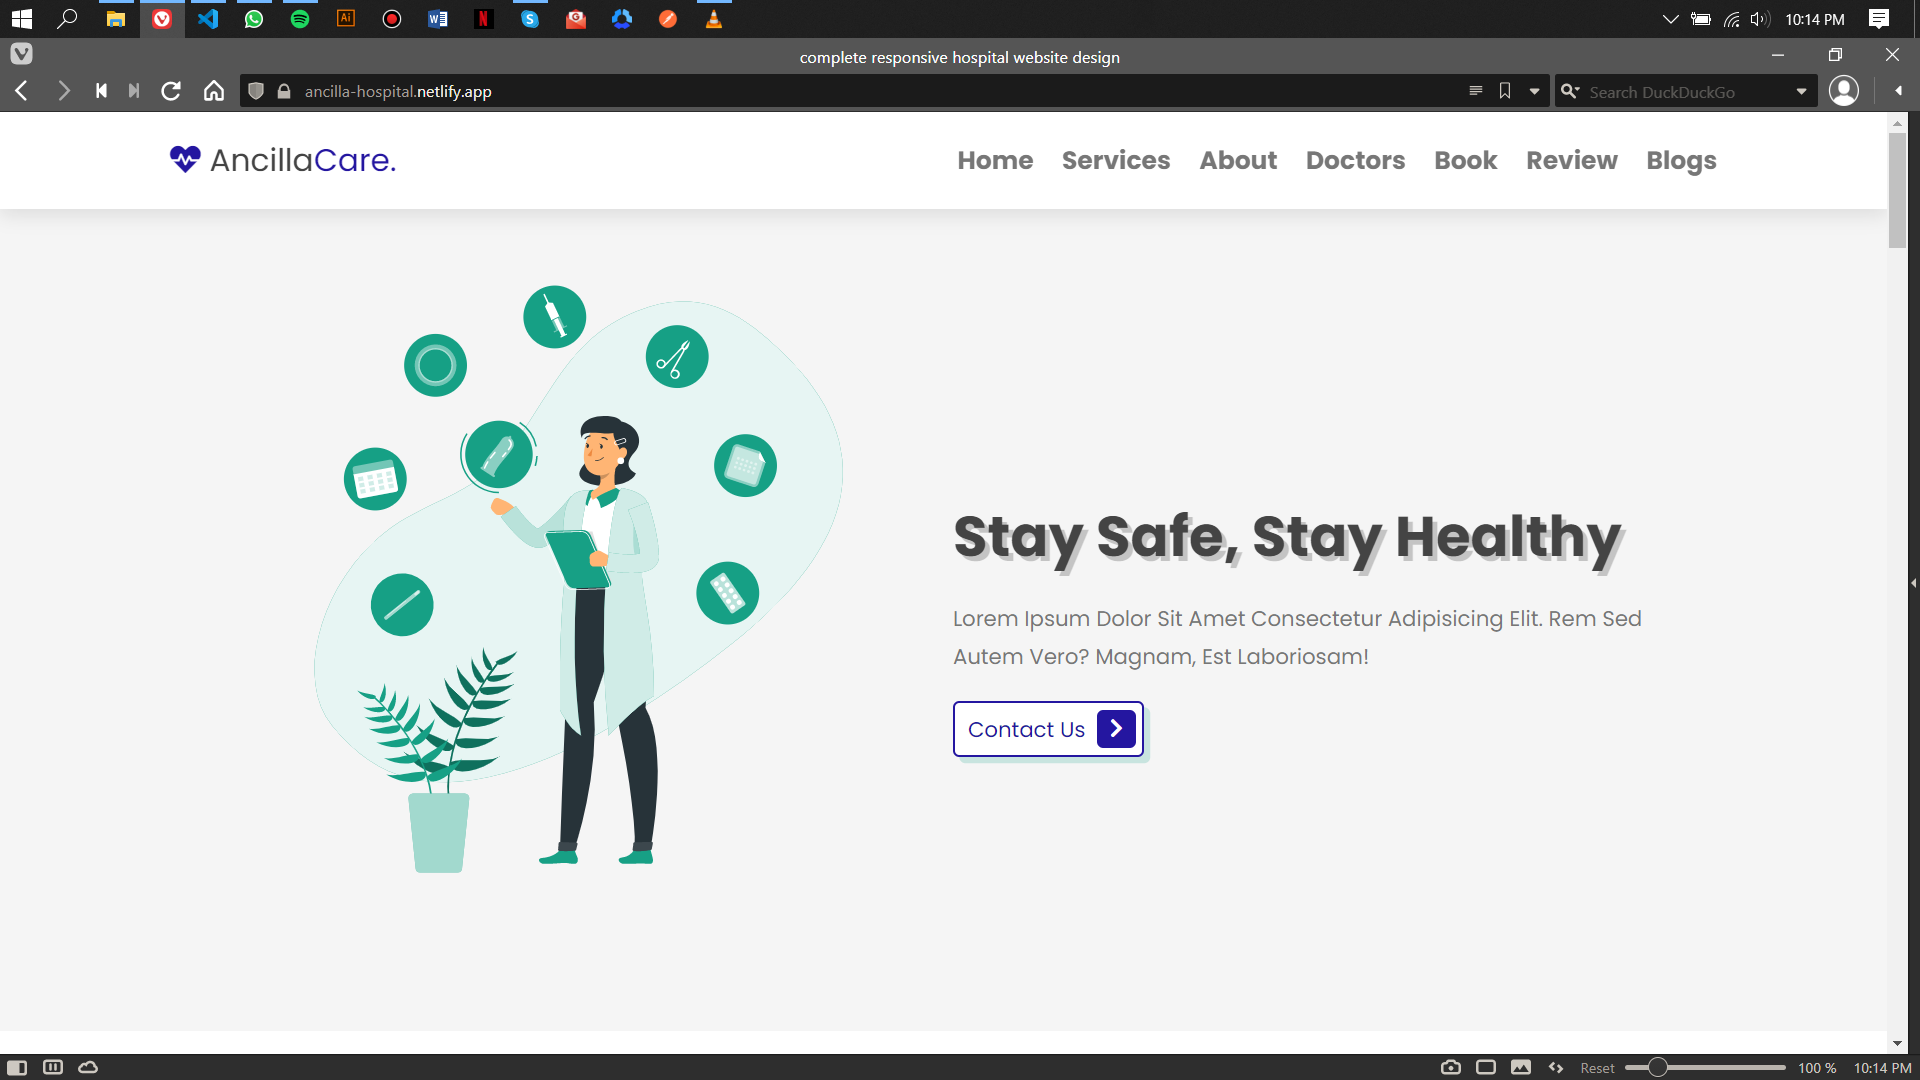 10:14 PM
complete responsive hospital website design
ancilla-hospital.netlify.app
Search DuckDuckGo
AncillaCare.
Home Services About Doctors Book Review Blogs
Stay Safe, Stay Healthy
Lorem Ipsum Dolor Sit Amet Consectetur Adipisicing Elit. Rem Sed
Autem Vero? Magnam, Est Laboriosam!
Contact Us
Reset 100 % 10:14 PM